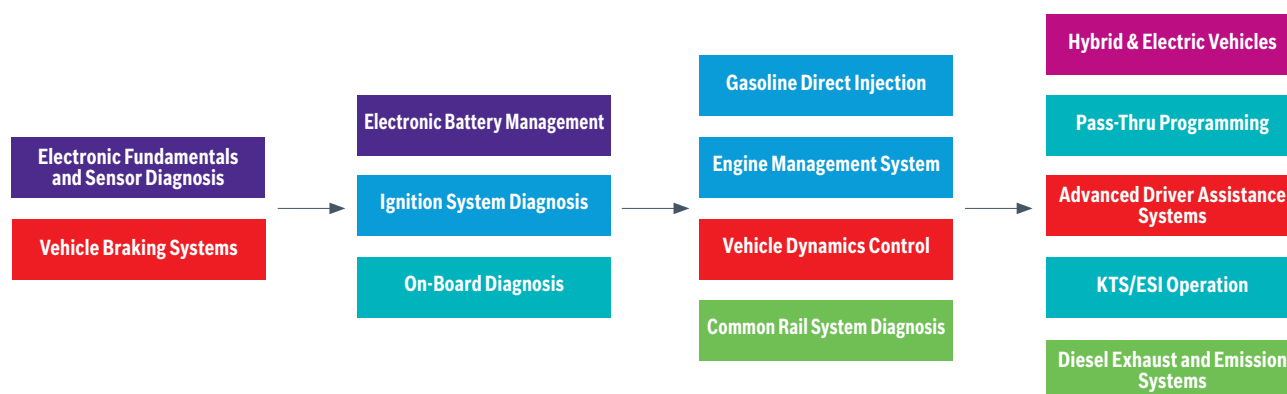 Electronic Fundamentals
and Sensor Diagnosis
Vehicle Braking Systems
Electronic Battery Management
Ignition System Diagnosis
On-Board Diagnosis
Gasoline Direct Injection
Engine Management System
Vehicle Dynamics Control
Common Rail System Diagnosis
Hybrid & Electric Vehicles
Pass-Thru Programming
Advanced Driver Assistance
Systems
KTS/ESI Operation
Diesel Exhaust and Emission
Systems